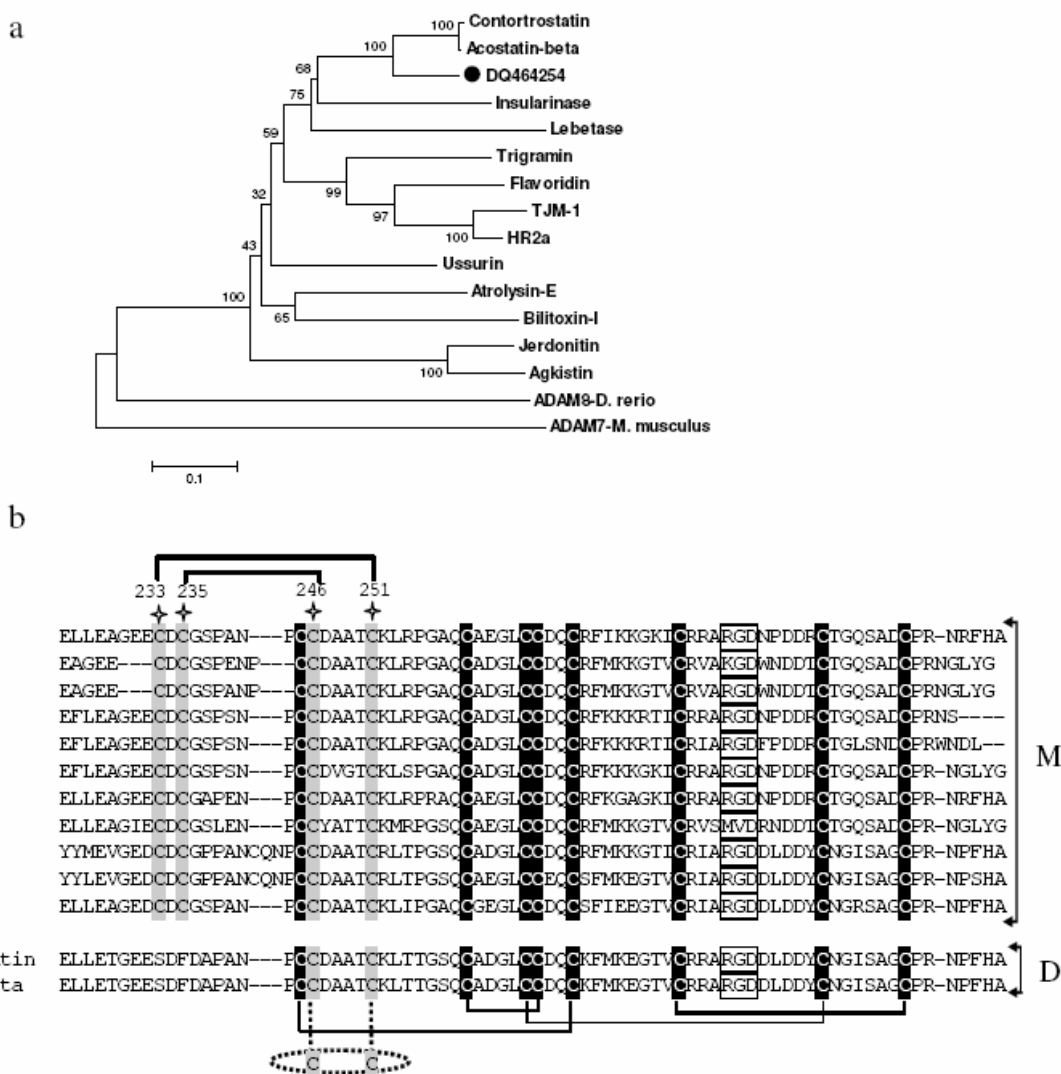 a
100 Contortrostatin
100 Acostatin-beta
68 DQ464254
75 Insularinase
59 Lebetase
Trigramin
99 Flavoridin
32 97 TJM-1
100 HR2a
43 Ussurin
100 Atrolysin-E
65 Bilitoxin-I
Jerdonitin
100 Agkistin
ADAM8-D. rerio
ADAM7-M. musculus
0.1
b
233 235 246 251
ELLEAGEECDCGSPAN---PCCDAATCKLRPGAQCAEGLCCDQCRFIKKGKICRRARGDNPDDRCTGQSADCPR-NRFHA
EAGEE---CDCGSPENP---CCDAATCKLRPGAQCADGLCCDQCRFMKKGTVCRVAKGDWNDDTCTGQSADCPRNGLYG
EAGEE---CDCGSPANP---CCDAATCKLRPGAQCADGLCCDQCRFMKKGTVCRVARGDWNDDTCTGQSADCPRNGLYG
EFLEAGEECDCGSPSN---PCCDAATCKLRPGAQCADGLCCDQCRFKKKRTICRRARGDNPDDRCTGQSADCPRNS----
EFLEAGEECDCGSPSN---PCCDAATCKLRPGAQCADGLCCDQCRFKKKRTICRIARGDFPDDRCTGLSNDCPRWNDL--
EFLEAGEECDCGSPSN---PCCDVGTCKLSPGAQCADGLCCDQCRFKKKGKICRRARGDNPDDRCTGQSADCPR-NGLYG
ELLEAGEECDCGAPEN---PCCDAATCKLRPRAQCADGLCCDQCRFKGAGKICRRARGDNPDDRCTGQSADCPR-NRFHA
ELLEAGIECDCGSLEN---PCCYATTCKMRPGSQCADGLCCDQCRFMKKGTVCRVSMVDRNDDTCTGQSADCPR-NGLYG
YYMEVGEDCDCGPPANCQNPCCDAATCRLTPGSQCADGLCCDQCRFMKKGTICRIARGDDLDDYCNGISAGCPR-NPFHA
YYLEVGEDCDCGPPANCQNPCCDAATCRLTPGSQCAEGLCCEQCSFMKEGTVCRIARGDDLDDYCNGISAGCPR-NPSHA
ELLEAGEDCDCGSPAN---PCCDAATCKLIPGAQCGEGLCCDQCSFIEEGTVCRIARGDDLDDYCNGRSAGCPR-NPFHA
M
tin ELLETGEESDFDAPAN---PCCDAATCKLTTGSQCADGLCCDQCKFMKEGTVCRRARGDDLDDYCNGISAGCPR-NPFHA
ta ELLETGEESDFDAPAN---PCCDAATCKLTTGSQCADGLCCDQCKFMKEGTVCRRARGDDLDDYCNGISAGCPR-NPFHA
D
C C